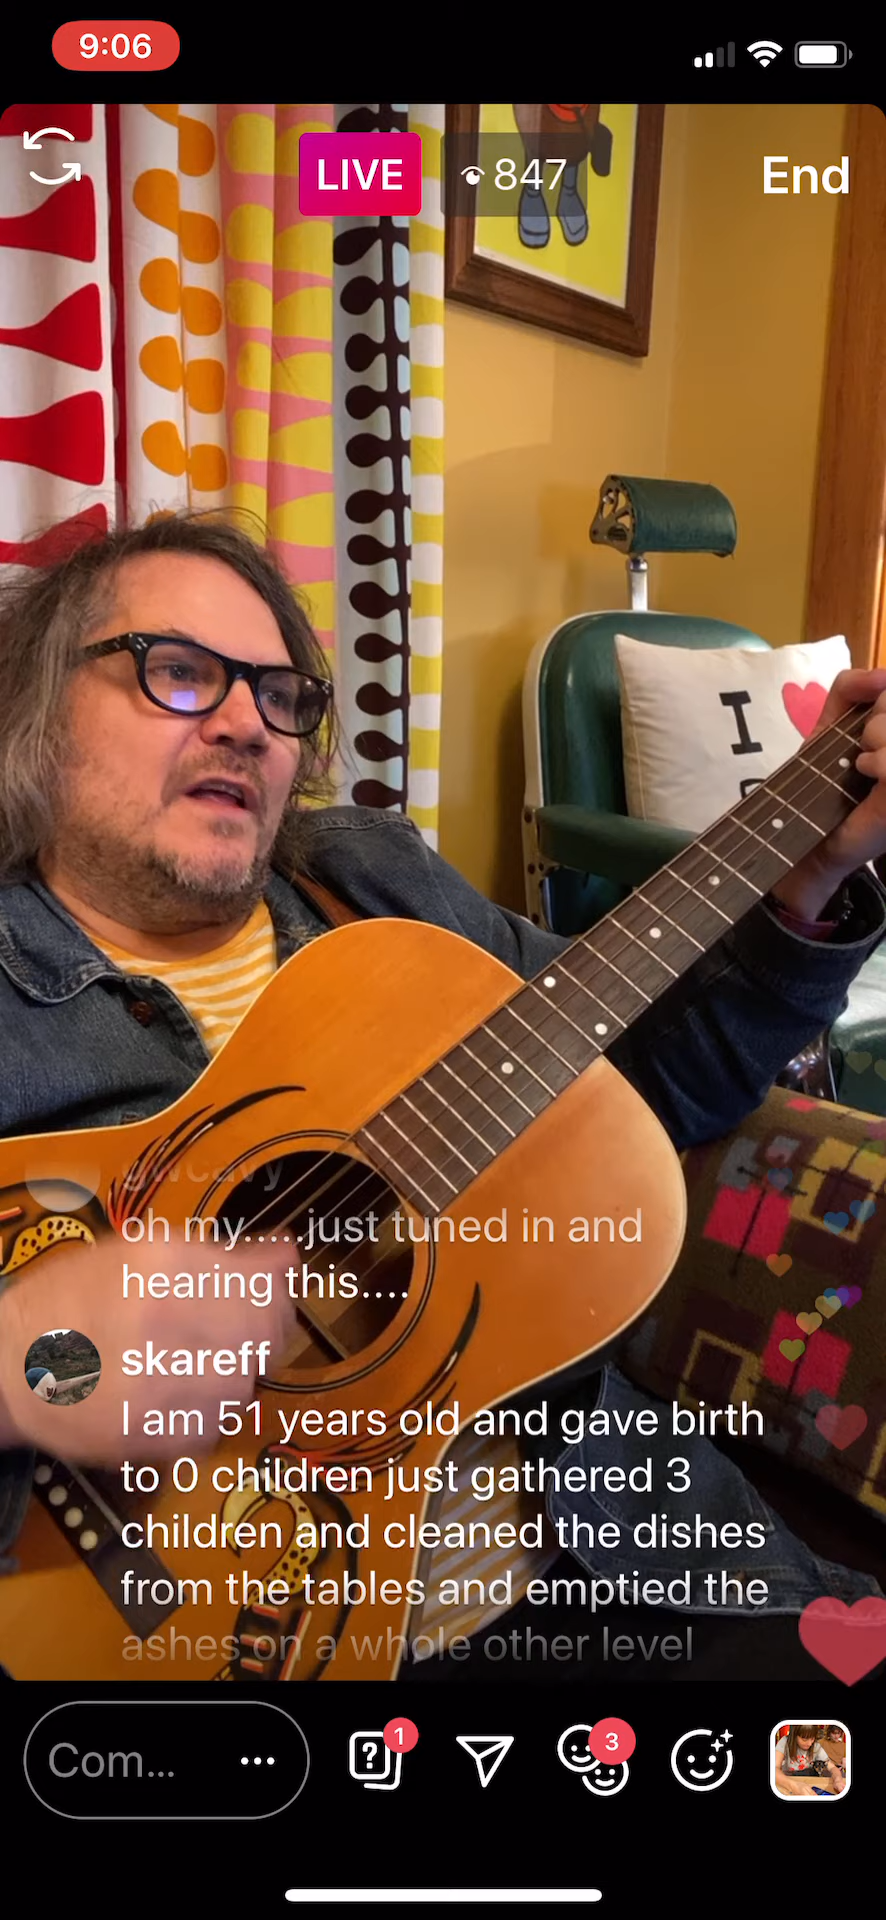 9:06
LIVE
847
End
I
gwcavy
oh my.....just tuned in and
hearing this....
skareff
I am 51 years old and gave birth
to 0 children just gathered 3
children and cleaned the dishes
from the tables and emptied the
ashes on a whole other level
Com...
1
3